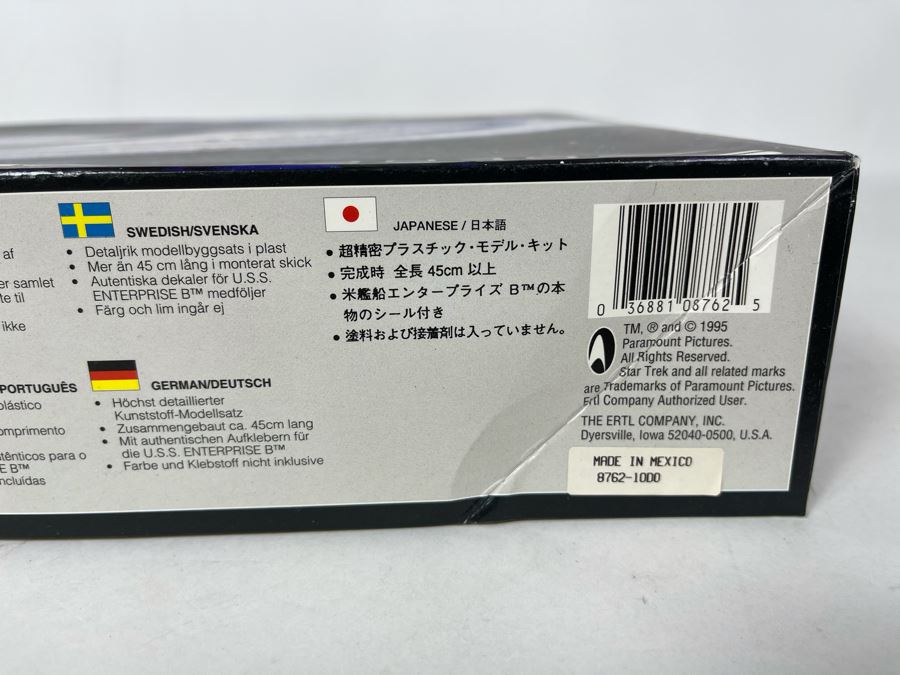 af
er samlet
te til
ikke
SWEDISH/SVENSKA
• Detaljrik modellbyggsats i plast
• Mer än 45 cm lång i monterat skick
• Autentiska dekaler för U.S.S.
ENTERPRISE B™ medföljer
• Färg och lim ingår ej
JAPANESE / 日本語
● 超精密プラスチック・モデル・キット
● 完成時 全長 45cm 以上
● 米艦船エンタープライズ B™の本
物のシール付き
● 塗料および接着剤は入っていません。
PORTUGUÊS
plástico
omprimento
utênticos para o
E B™
ncluídas
GERMAN/DEUTSCH
• Höchst detaillierter
Kunststoff-Modellsatz
• Zusammengebaut ca. 45cm lang
• Mit authentischen Aufklebern für
die U.S.S. ENTERPRISE B™
• Farbe und Klebstoff nicht inklusive
0 36881 08762 5
TM, ® and © 1995
Paramount Pictures.
All Rights Reserved.
Star Trek and all related marks
are Trademarks of Paramount Pictures.
Ertl Company Authorized User.
THE ERTL COMPANY, INC.
Dyersville, Iowa 52040-0500, U.S.A.
MADE IN MEXICO
8762-10DO